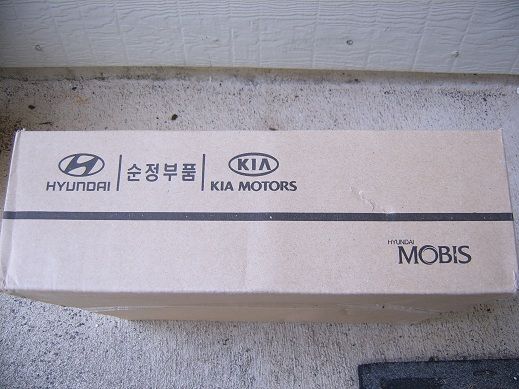 HYUNDAI
순정부품
KIA
KIA MOTORS
HYUNDAI
MOBIS